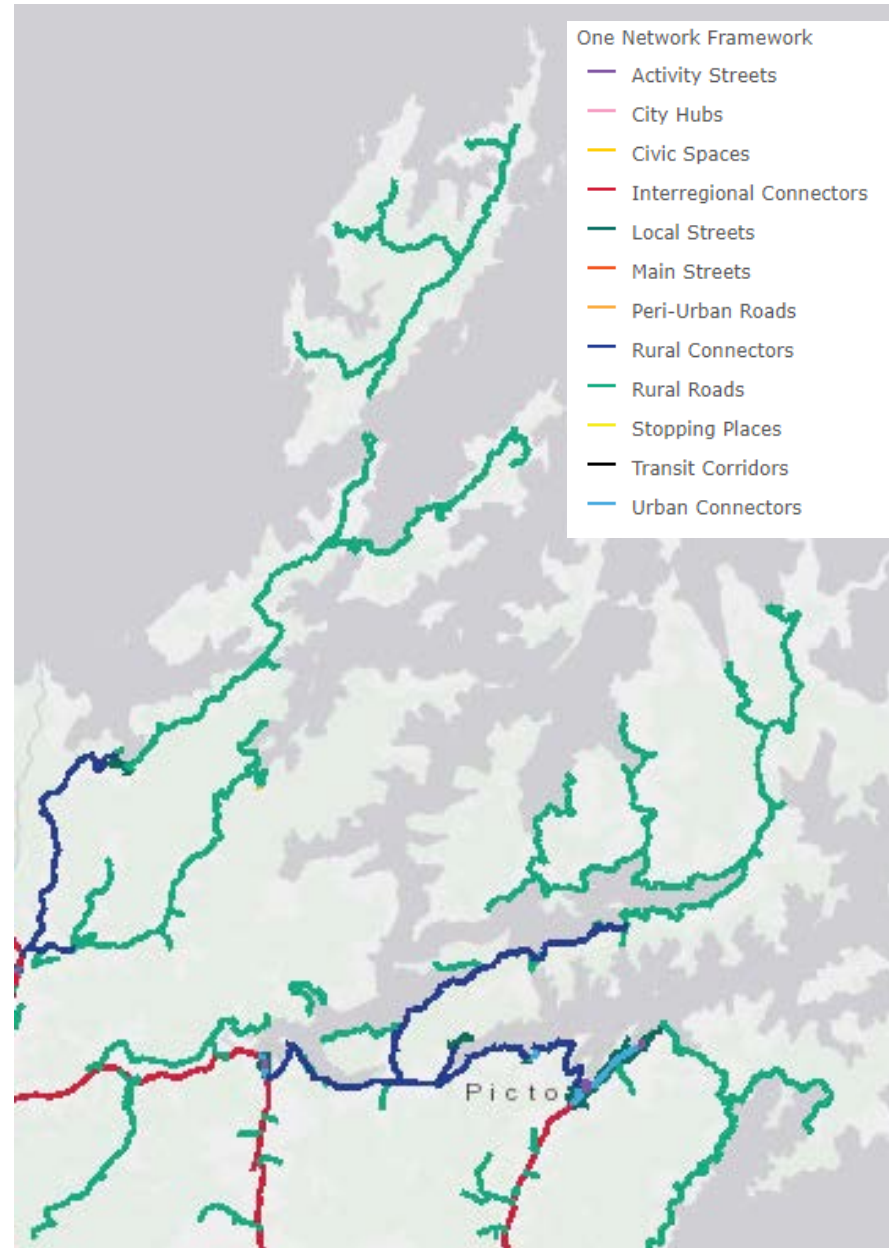 One Network Framework
Activity Streets
City Hubs
Civic Spaces
Interregional Connectors
Local Streets
Main Streets
Peri-Urban Roads
Rural Connectors
Rural Roads
Stopping Places
Transit Corridors
Urban Connectors
Picto